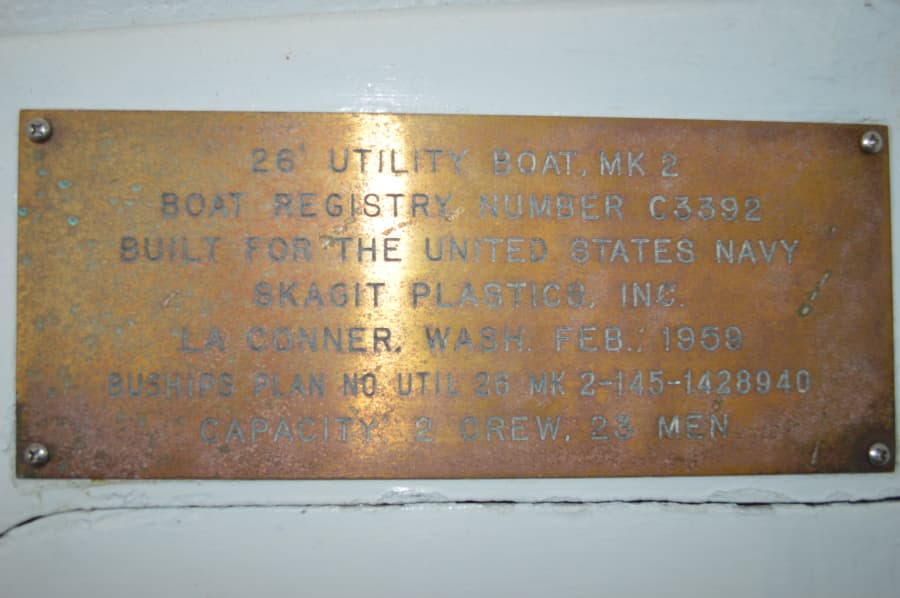 26' UTILITY BOAT, MK 2
BOAT REGISTRY NUMBER C3392
BUILT FOR THE UNITED STATES NAVY
SKAGIT PLASTICS, INC.
LA CONNER, WASH. FEB., 1959
BUSHIPS PLAN NO. UTIL 26 MK 2-145-1428940
CAPACITY, 2 CREW, 23 MEN